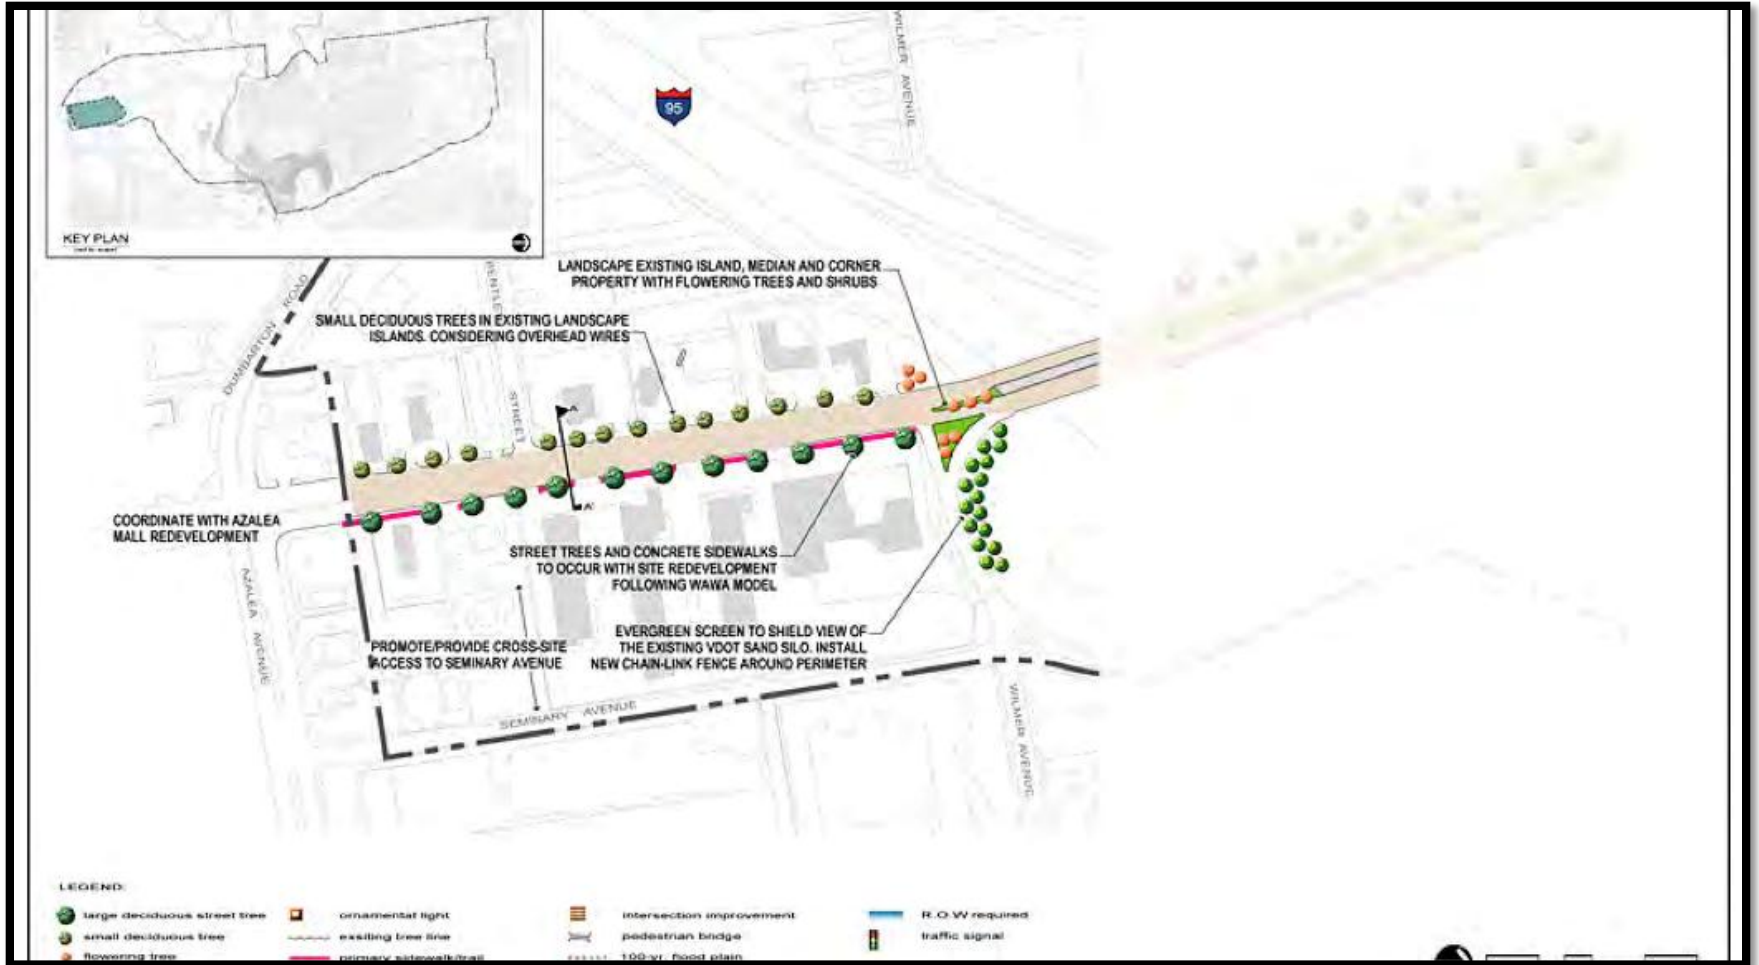 WILMER AVENUE
95
KEY PLAN
DUMBARTON ROAD
STREET
LANDSCAPE EXISTING ISLAND, MEDIAN AND CORNER
PROPERTY WITH FLOWERING TREES AND SHRUBS
SMALL DECIDUOUS TREES IN EXISTING LANDSCAPE
ISLANDS. CONSIDERING OVERHEAD WIRES
A
A'
COORDINATE WITH AZALEA
MALL REDEVELOPMENT
STREET TREES AND CONCRETE SIDEWALKS
TO OCCUR WITH SITE REDEVELOPMENT
FOLLOWING WAWA MODEL
AZALEA AVENUE
PROMOTE/PROVIDE CROSS-SITE
ACCESS TO SEMINARY AVENUE
EVERGREEN SCREEN TO SHIELD VIEW OF
THE EXISTING VDOT SAND SILO. INSTALL
NEW CHAIN-LINK FENCE AROUND PERIMETER
SEMINARY AVENUE
WILMER AVENUE
LEGEND:
large deciduous street tree
small deciduous tree
flowering tree
ornamental light
exsiting tree line
primary sidewalk/trail
intersection improvement
pedestrian bridge
100-yr. flood plain
R.O.W required
traffic signal